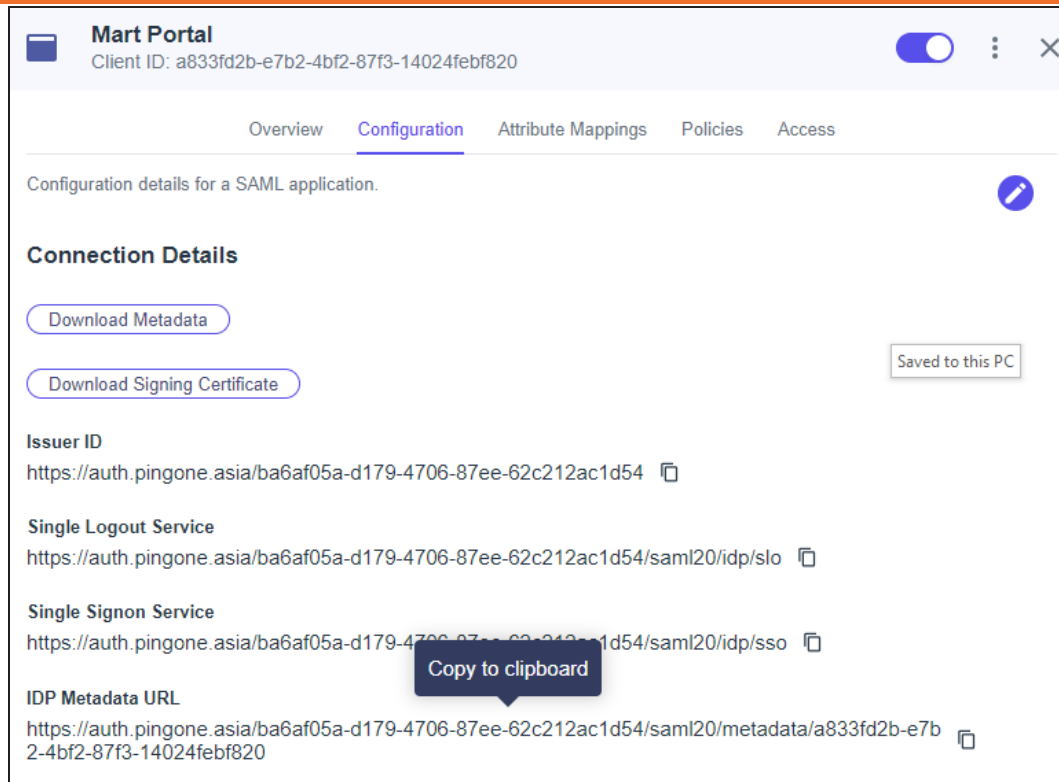 Mart Portal
Client ID: a833fd2b-e7b2-4bf2-87f3-14024febf820
Overview Configuration Attribute Mappings Policies Access
Configuration details for a SAML application.
Connection Details
Download Metadata
Saved to this PC
Download Signing Certificate
Issuer ID
https://auth.pingone.asia/ba6af05a-d179-4706-87ee-62c212ac1d54
Single Logout Service
https://auth.pingone.asia/ba6af05a-d179-4706-87ee-62c212ac1d54/saml20/idp/slo
Single Signon Service
https://auth.pingone.asia/ba6af05a-d179-4706-87ee-62c212ac1d54/saml20/idp/sso
Copy to clipboard
IDP Metadata URL
https://auth.pingone.asia/ba6af05a-d179-4706-87ee-62c212ac1d54/saml20/metadata/a833fd2b-e7b
2-4bf2-87f3-14024febf820